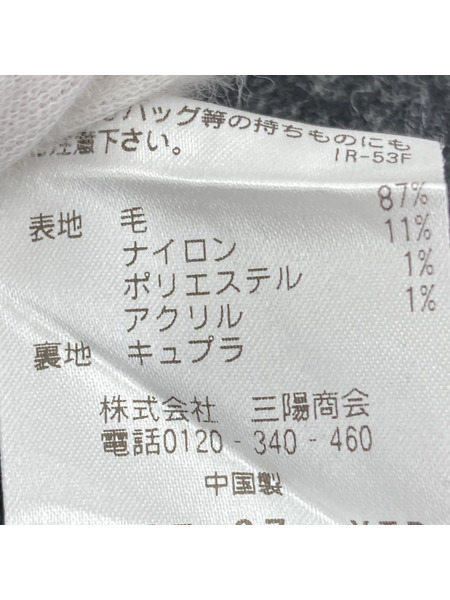 バッグ等の持ちものにも
ご注意下さい。
IR-53F
表地 毛 87%
ナイロン 11%
ポリエステル 1%
アクリル 1%
裏地 キュプラ
株式会社 三陽商会
電話0120-340-460
中国製